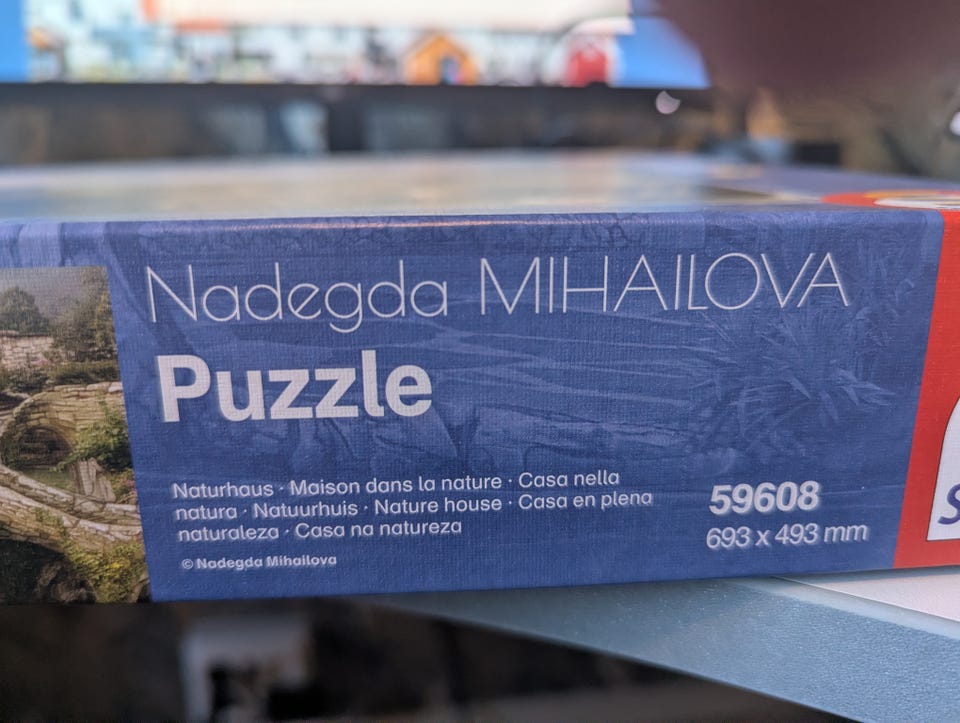 Nadegda MIHAILOVA
Puzzle
Naturhaus · Maison dans la nature · Casa nella
natura · Natuurhuis · Nature house · Casa en plena
naturaleza · Casa na natureza
© Nadegda Mihailova
59608
693 x 493 mm
S